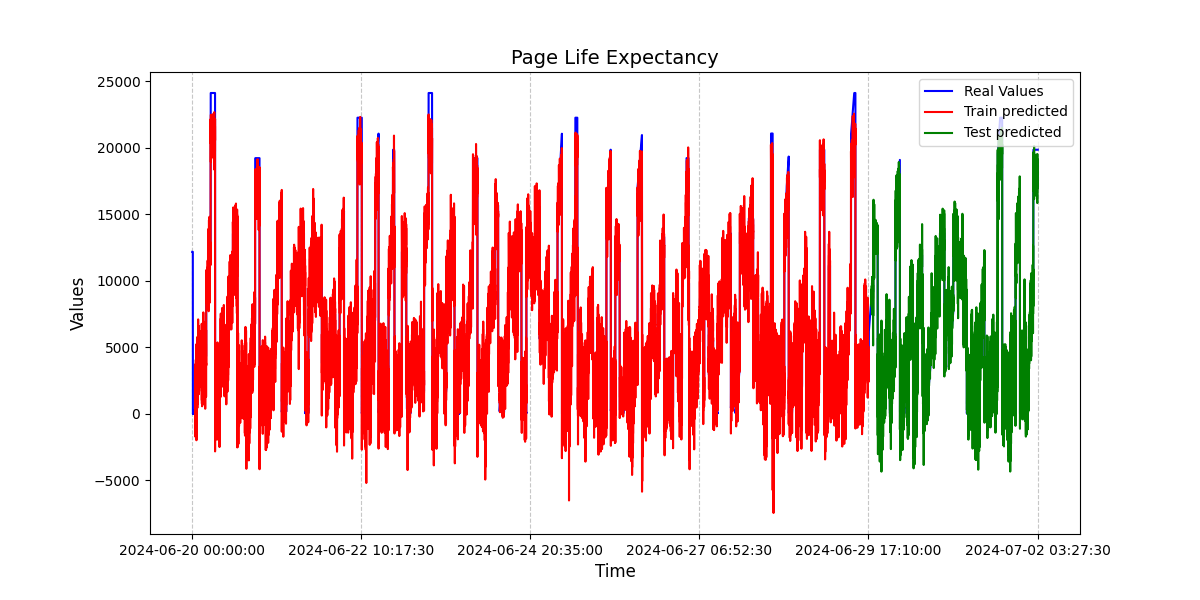 Page Life Expectancy
25000
20000
15000
10000
5000
0
−5000
Values
Real Values
Train predicted
Test predicted
2024-06-20 00:00:00
2024-06-22 10:17:30
2024-06-24 20:35:00
2024-06-27 06:52:30
2024-06-29 17:10:00
2024-07-02 03:27:30
Time